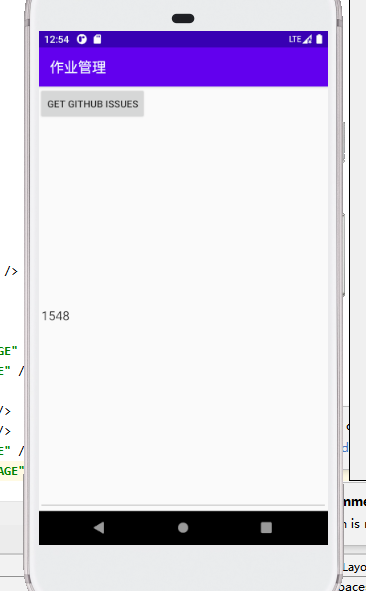 12:54
LTE
作业管理
GET GITHUB ISSUES
/>
1548
GE"
E" /
/>
/>
E" /
AGE"
mme
n is
Layo
pace